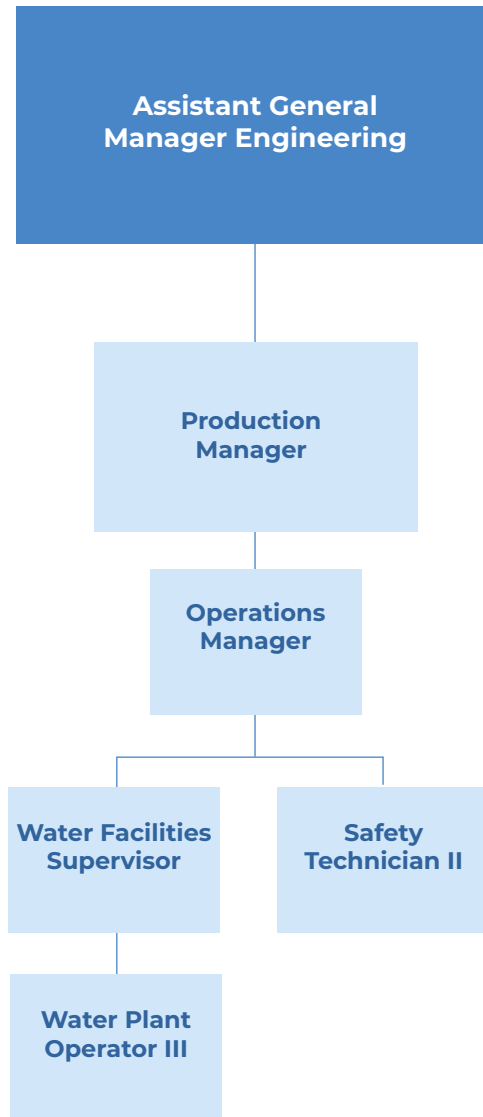 Assistant General
Manager Engineering
Production
Manager
Operations
Manager
Water Facilities
Supervisor
Safety
Technician II
Water Plant
Operator III